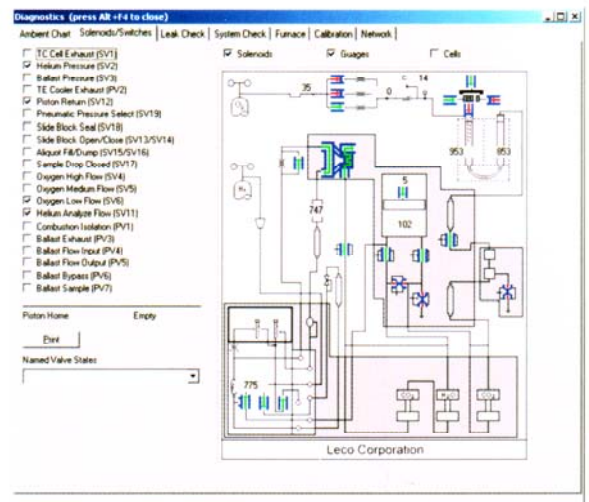 Diagnostics (press Alt+F4 to close)
Ambient Chart Solenoids/Switches Leak Check System Check Furnace Calibration Network
TC Cell Exhaust (SV1)
Helium Pressure (SV2)
Ballast Pressure (SV3)
TE Cooler Exhaust (PV2)
Piston Return (SV12)
Pneumatic Pressure Select (SV19)
Slide Block Seal (SV18)
Slide Block Open/Close (SV13/SV14)
Aliquot Fill/Dump (SV15/SV16)
Sample Drop Closed (SV17)
Oxygen High Flow (SV4)
Oxygen Medium Flow (SV5)
Oxygen Low Flow (SV6)
Helium Analyze Flow (SV11)
Combustion Isolation (PV1)
Ballast Exhaust (PV3)
Ballast Flow Input (PV4)
Ballast Flow Output (PV5)
Ballast Bypass (PV6)
Ballast Sample (PV7)
Piston Home Empty
Print
Named Valve States
Solenoids Guages Cells
35
0
14
953 853
5
102
747
775
Leco Corporation